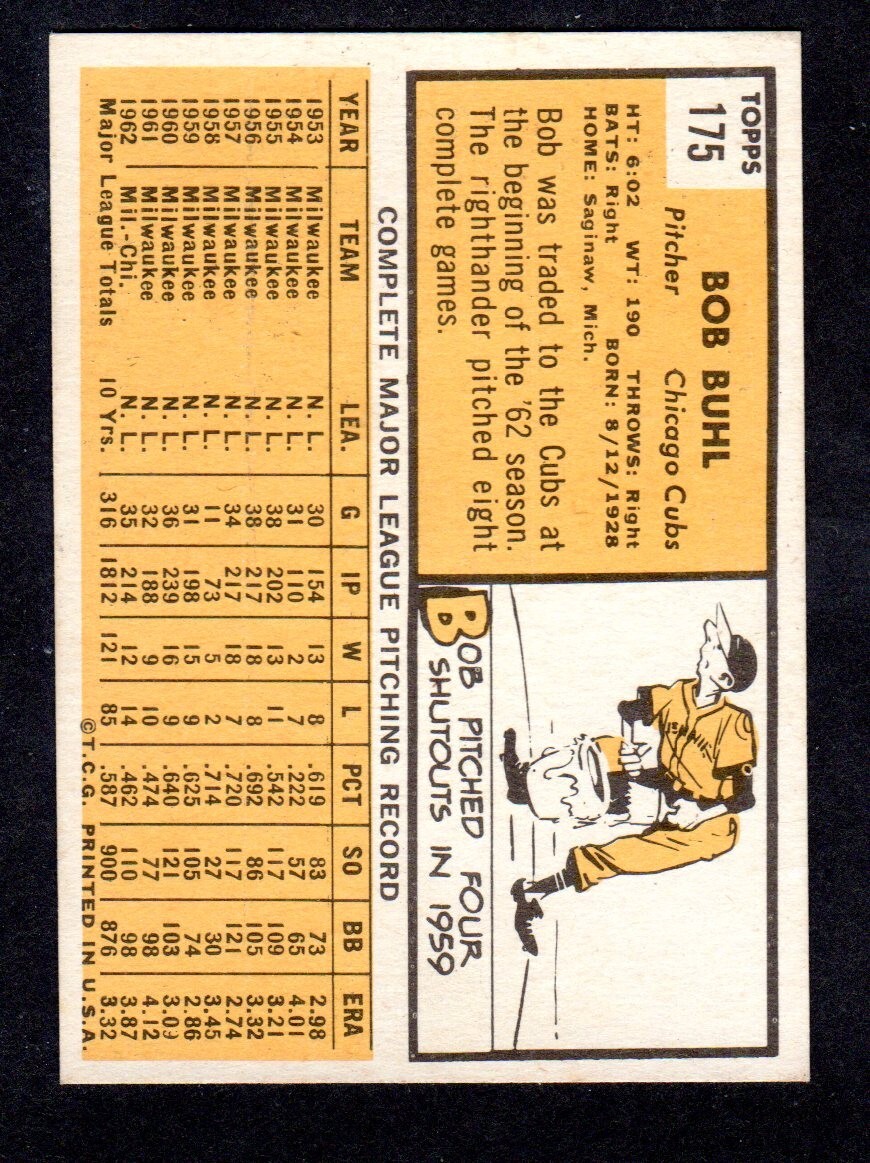 TOPPS
175
BOB BUHL
Pitcher Chicago Cubs
HT: 6:02 WT: 190 THROWS: Right
BATS: Right BORN: 8/12/1928
HOME: Saginaw, Mich.
Bob was traded to the Cubs at
the beginning of the '62 season.
The righthander pitched eight
complete games.
BOB PITCHED FOUR
SHUTOUTS IN 1959
COMPLETE MAJOR LEAGUE PITCHING RECORD
YEAR TEAM LEA. G IP W L PCT SO BB ERA
1953 Milwaukee N. L. 30 154 13 8 .619 83 73 2.98
1954 Milwaukee N. L. 31 110 2 7 .222 57 65 4.01
1955 Milwaukee N. L. 38 202 13 11 .542 117 109 3.21
1956 Milwaukee N. L. 38 217 18 8 .692 86 105 3.32
1957 Milwaukee N. L. 34 217 18 7 .720 117 121 2.74
1958 Milwaukee N. L. 11 73 5 2 .714 27 30 3.45
1959 Milwaukee N. L. 31 198 15 9 .625 105 74 2.86
1960 Milwaukee N. L. 36 239 16 9 .640 121 103 3.09
1961 Milwaukee N. L. 32 188 9 10 .474 77 98 4.12
1962 Mil.-Chi. N. L. 35 214 12 14 .462 110 98 3.87
Major League Totals 10 Yrs. 316 1812 121 85 .587 900 876 3.32
©T.C.G. PRINTED IN U.S.A.